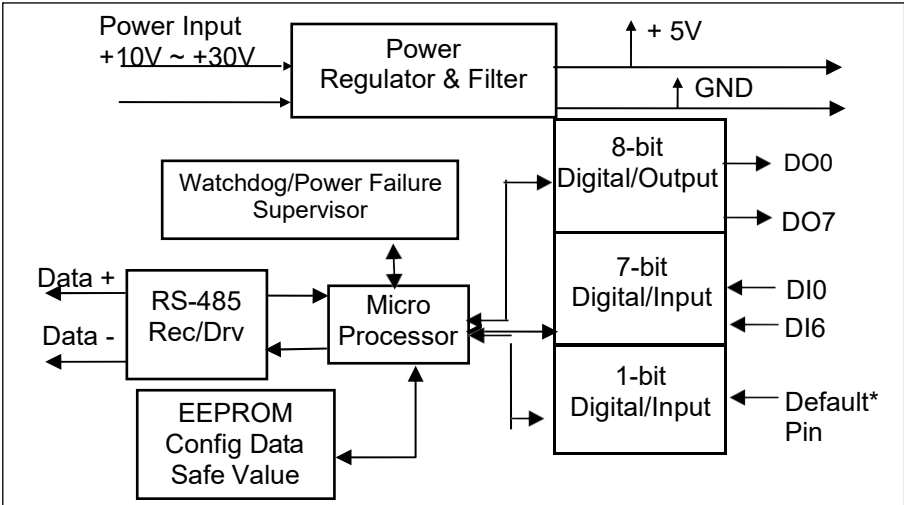 Power Input
+10V ~ +30V
Power
Regulator & Filter
+ 5V
GND
8-bit
Digital/Output
DO0
DO7
Watchdog/Power Failure
Supervisor
7-bit
Digital/Input
DI0
DI6
Data +
Data -
RS-485
Rec/Drv
Micro
Processor
1-bit
Digital/Input
Default*
Pin
EEPROM
Config Data
Safe Value